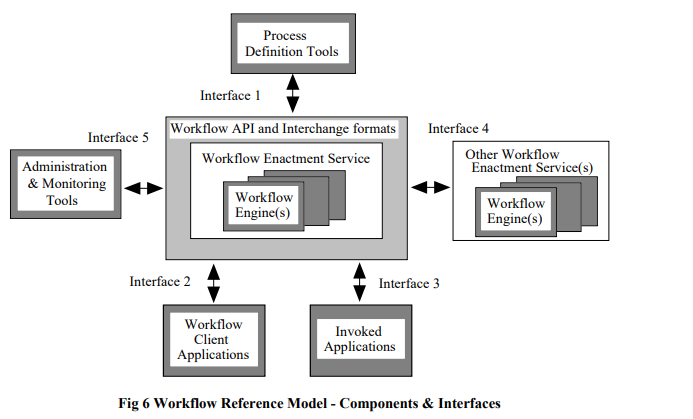 Process
Definition Tools
Interface 1
Workflow API and Interchange formats
Interface 4
Interface 5
Workflow Enactment Service
Other Workflow
Enactment Service(s)
Administration
& Monitoring
Tools
Workflow
Engine(s)
Workflow
Engine(s)
Interface 2
Interface 3
Workflow
Client
Applications
Invoked
Applications
Fig 6 Workflow Reference Model - Components & Interfaces